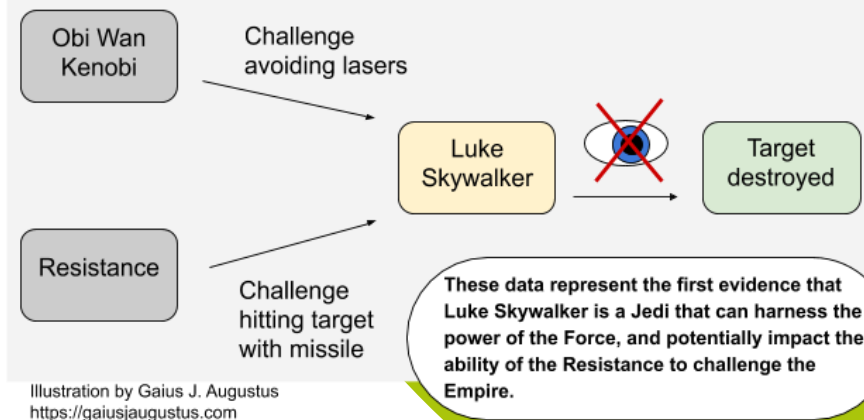 Obi Wan
Kenobi
Challenge
avoiding lasers
Luke
Skywalker
Target
destroyed
Resistance
Challenge
hitting target
with missile
These data represent the first evidence that
Luke Skywalker is a Jedi that can harness the
power of the Force, and potentially impact the
ability of the Resistance to challenge the
Empire.
Illustration by Gaius J. Augustus
https://gaiusjaugustus.com